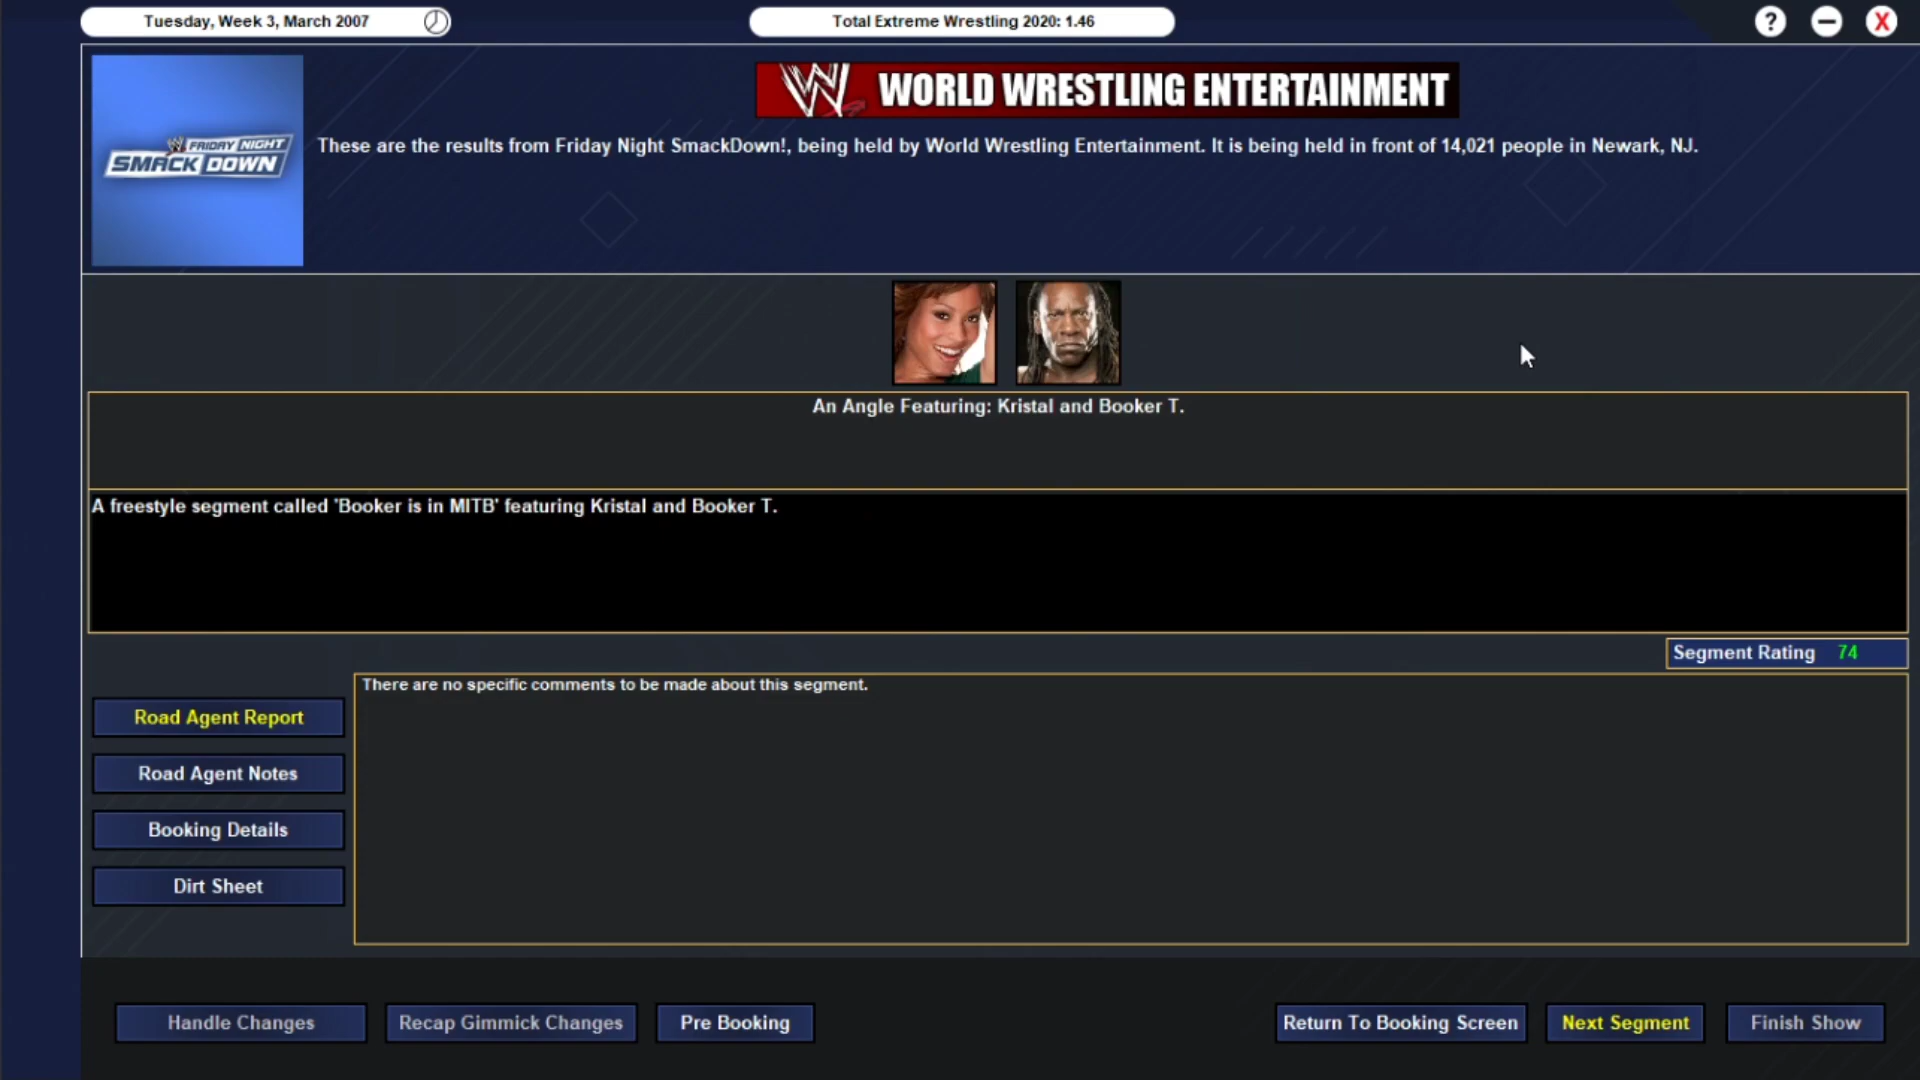 Tuesday, Week 3, March 2007
Total Extreme Wrestling 2020: 1.46
?
X
W WORLD WRESTLING ENTERTAINMENT
FRIDAY NIGHT
SMACK DOWN
These are the results from Friday Night SmackDown!, being held by World Wrestling Entertainment. It is being held in front of 14,021 people in Newark, NJ.
An Angle Featuring: Kristal and Booker T.
A freestyle segment called 'Booker is in MITB' featuring Kristal and Booker T.
Segment Rating 74
There are no specific comments to be made about this segment.
Road Agent Report
Road Agent Notes
Booking Details
Dirt Sheet
Handle Changes
Recap Gimmick Changes
Pre Booking
Return To Booking Screen
Next Segment
Finish Show